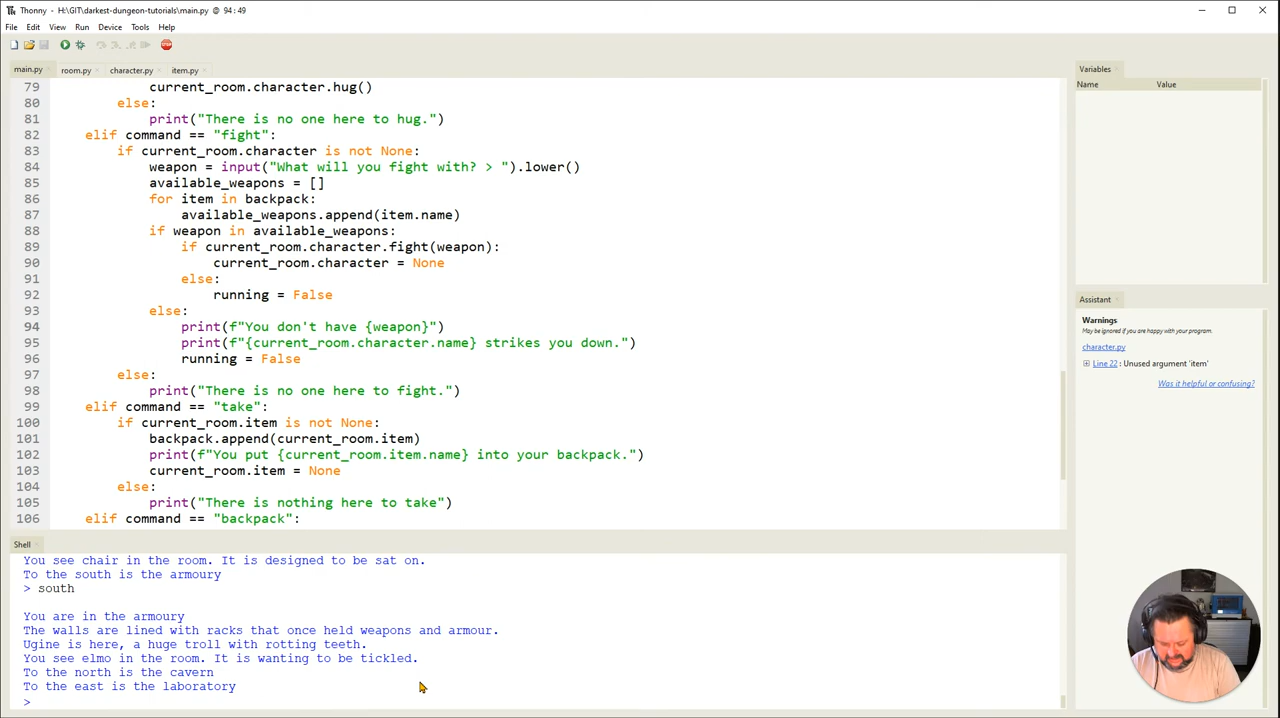 Thonny - H:\GIT\darkest-dungeon-tutorials\main.py @ 94:49
File Edit View Run Device Tools Help
main.py room.py character.py item.py
79 current_room.character.hug()
80 else:
81 print("There is no one here to hug.")
82 elif command == "fight":
83 if current_room.character is not None:
84 weapon = input("What will you fight with? > ").lower()
85 available_weapons = []
86 for item in backpack:
87 available_weapons.append(item.name)
88 if weapon in available_weapons:
89 if current_room.character.fight(weapon):
90 current_room.character = None
91 else:
92 running = False
93 else:
94 print(f"You don't have {weapon}")
95 print(f"{current_room.character.name} strikes you down.")
96 running = False
97 else:
98 print("There is no one here to fight.")
99 elif command == "take":
100 if current_room.item is not None:
101 backpack.append(current_room.item)
102 print(f"You put {current_room.item.name} into your backpack.")
103 current_room.item = None
104 else:
105 print("There is nothing here to take")
106 elif command == "backpack":
Shell
You see chair in the room. It is designed to be sat on.
To the south is the armoury
> south
You are in the armoury
The walls are lined with racks that once held weapons and armour.
Ugine is here, a huge troll with rotting teeth.
You see elmo in the room. It is wanting to be tickled.
To the north is the cavern
To the east is the laboratory
>
Variables
Name Value
Assistant
Warnings
May be ignored if you are happy with your program.
character.py
Line 22 : Unused argument 'item'
Was it helpful or confusing?